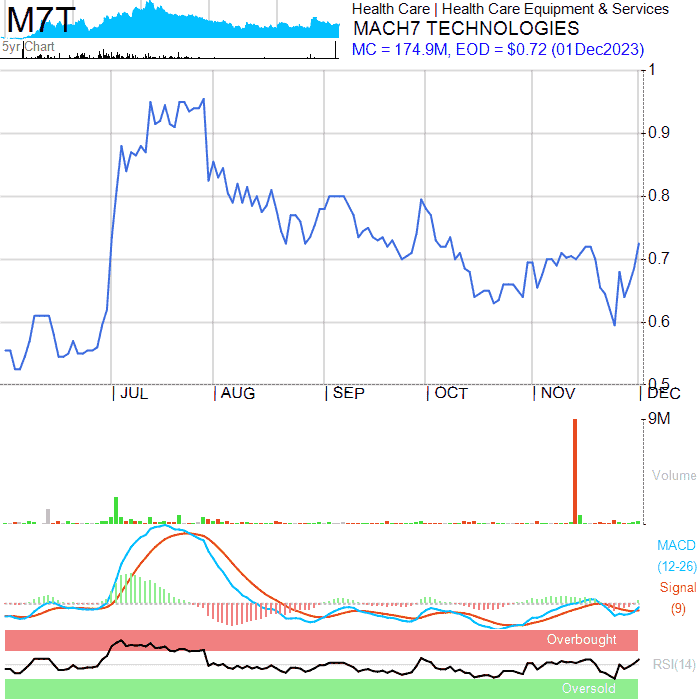 M7T
5yr Chart
Health Care | Health Care Equipment & Services
MACH7 TECHNOLOGIES
MC = 174.9M, EOD = $0.72 (01Dec2023)
1
0.9
0.8
0.7
0.6
0.5
JUL
AUG
SEP
OCT
NOV
DEC
9M
Volume
MACD
(12-26)
Signal
(9)
Overbought
RSI(14)
Oversold